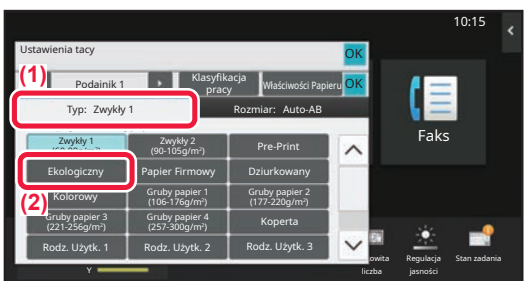 10:15
Ustawienia tacy
OK
(1)
Podajnik 1
Klasyfikacja
pracy
Właściwości Papieru
OK
Typ: Zwykły 1
Rozmiar: Auto-AB
Faks
Zwykły 1
Zwykły 2
(90-105g/m²)
Pre-Print
Ekologiczny
Papier Firmowy
Dziurkowany
(2)
Kolorowy
Gruby papier 1
(106-176g/m²)
Gruby papier 2
(177-220g/m²)
Gruby papier 3
(221-256g/m²)
Gruby papier 4
(257-300g/m²)
Koperta
Rodz. Użytk. 1
Rodz. Użytk. 2
Rodz. Użytk. 3
Y
liczba
Regulacja
jasności
Stan zadania